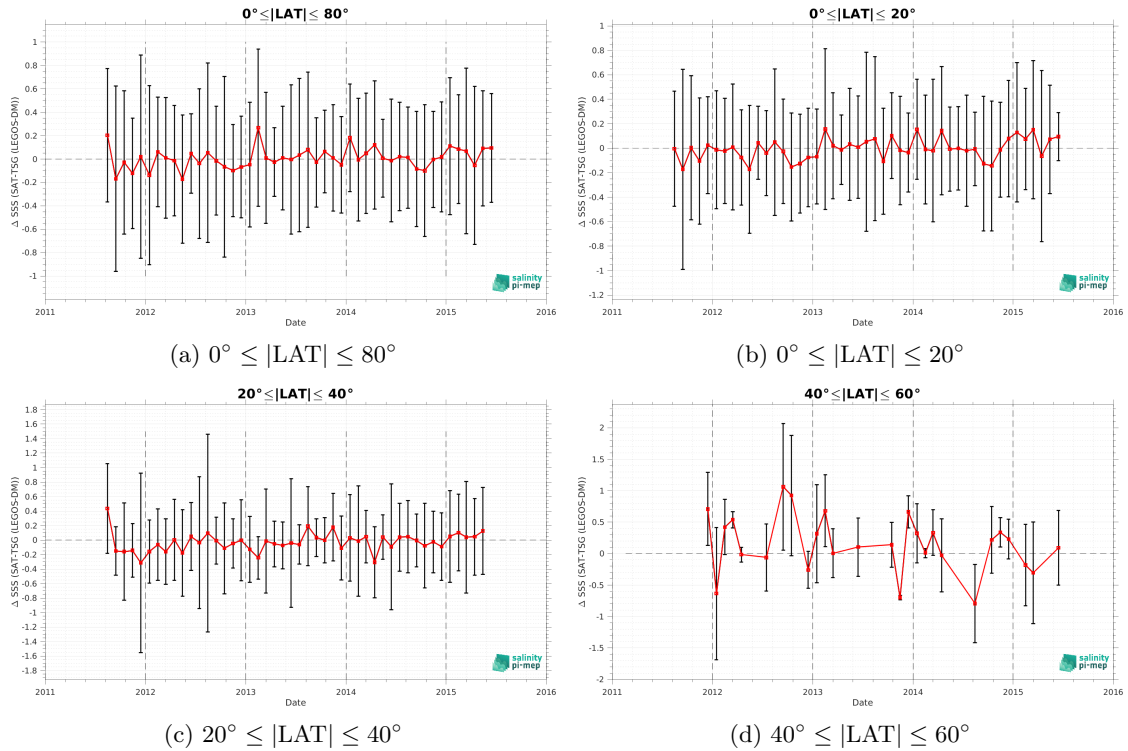 0°≤|LAT|≤ 80°
Δ SSS (SAT-TSG (LEGOS-DM))
1
0.8
0.6
0.4
0.2
0
-0.2
-0.4
-0.6
-0.8
-1
2011 2012 2013 2014 2015 2016
Date
salinity
pi-mep
(a) 0° ≤ |LAT| ≤ 80°
0°≤|LAT|≤ 20°
Δ SSS (SAT-TSG (LEGOS-DM))
1
0.8
0.6
0.4
0.2
0
-0.2
-0.4
-0.6
-0.8
-1
-1.2
2011 2012 2013 2014 2015 2016
Date
salinity
pi-mep
(b) 0° ≤ |LAT| ≤ 20°
20°≤|LAT|≤ 40°
Δ SSS (SAT-TSG (LEGOS-DM))
1.8
1.6
1.4
1.2
1
0.8
0.6
0.4
0.2
0
-0.2
-0.4
-0.6
-0.8
-1
-1.2
-1.4
-1.6
-1.8
2011 2012 2013 2014 2015 2016
Date
salinity
pi-mep
(c) 20° ≤ |LAT| ≤ 40°
40°≤|LAT|≤ 60°
Δ SSS (SAT-TSG (LEGOS-DM))
2
1.5
1
0.5
0
-0.5
-1
-1.5
-2
2011 2012 2013 2014 2015 2016
Date
salinity
pi-mep
(d) 40° ≤ |LAT| ≤ 60°